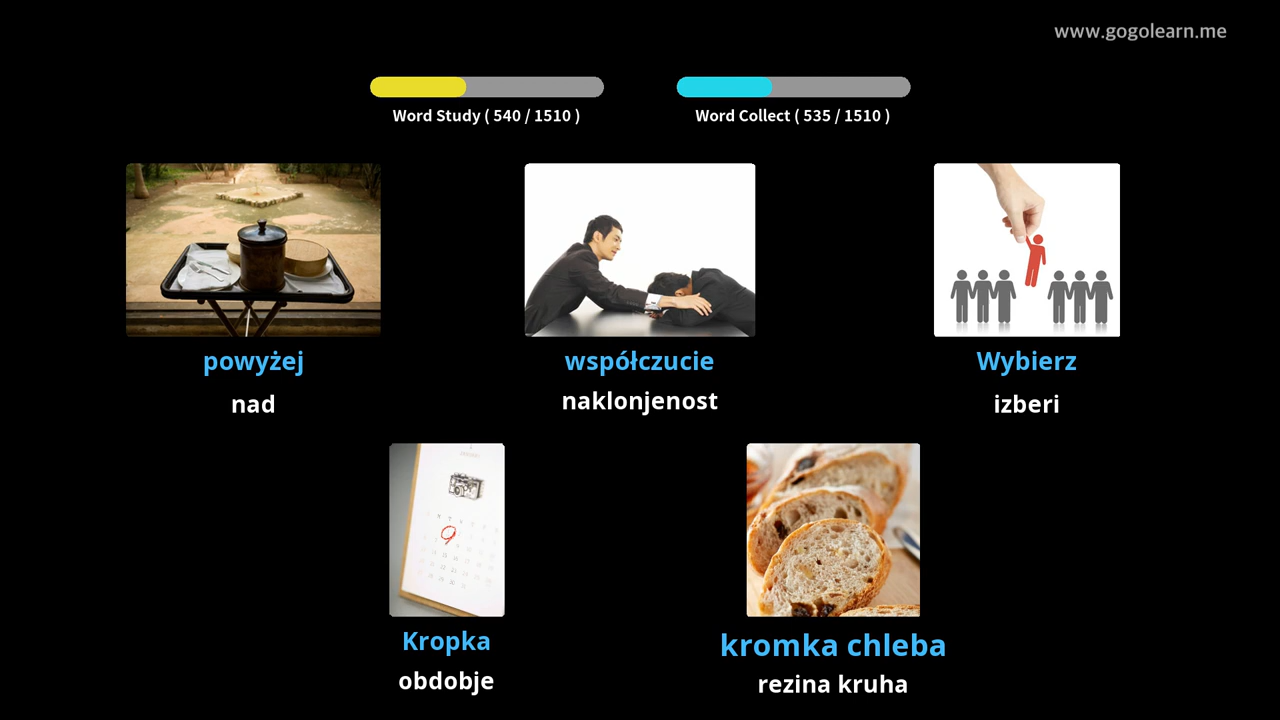 www.gogolearn.me
Word Study ( 540 / 1510 )
Word Collect ( 535 / 1510 )
powyżej
współczucie
Wybierz
nad
naklonjenost
izberi
Kropka
kromka chleba
obdobje
rezina kruha